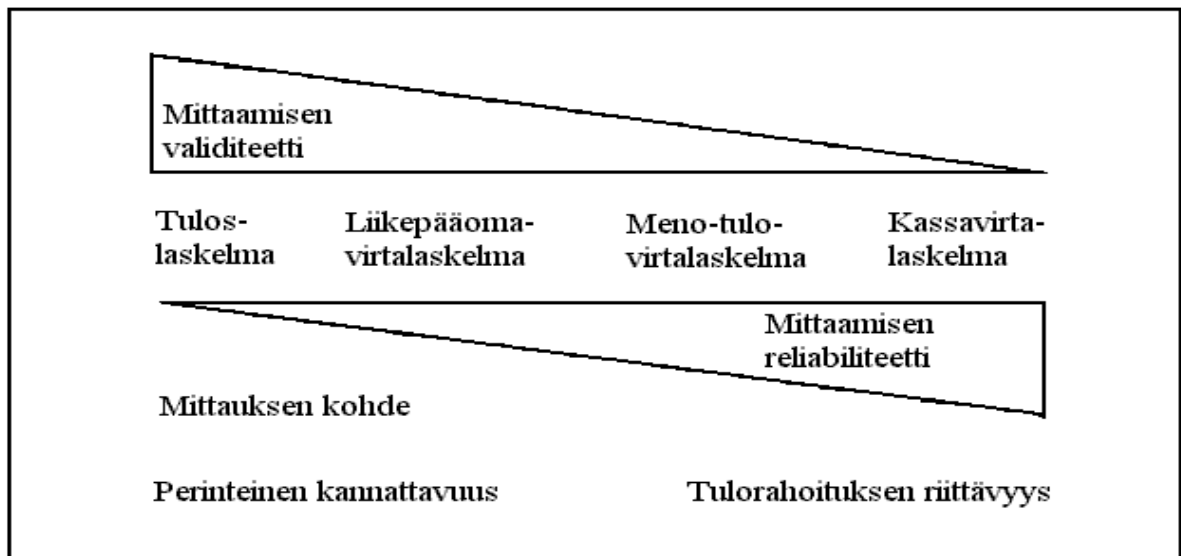 Mittaamisen
validiteetti
Tulos-
laskelma
Liikepääoma-
virtalaskelma
Meno-tulo-
virtalaskelma
Kassavirta-
laskelma
Mittaamisen
reliabiliteetti
Mittauksen kohde
Perinteinen kannattavuus
Tulorahoituksen riittävyys